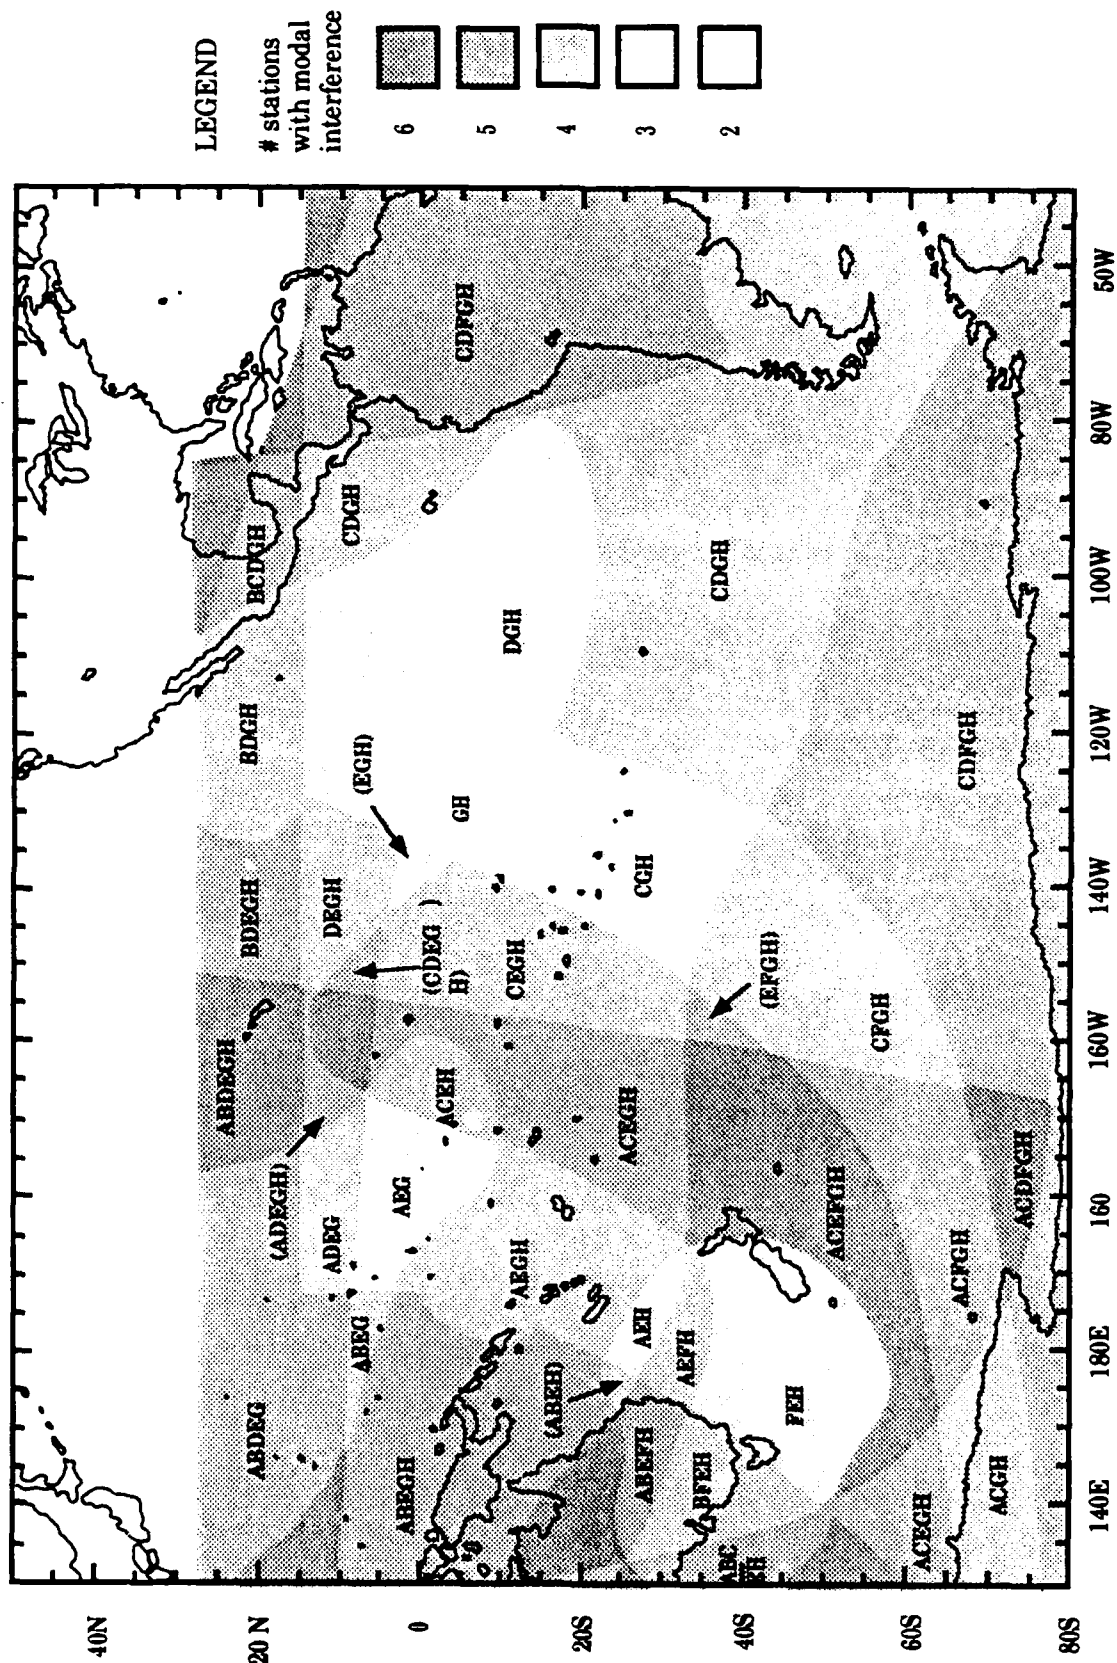 LEGEND
# stations
with modal
interference
6
5
4
3
2
40N
20 N
0
20S
40S
60S
80S
140E
180E
160
160W
140W
120W
100W
80W
50W
ABDEG
ABDEGH
BDEGH
BDGH
BCDGH
(ADEGH)
ADEG
DEGH
(EGH)
CDGH
ABEG
AEG
ACEH
(CDEG )
H)
GH
DGH
CDFGH
ABEGH
AEGH
CEGH
(ABEH)
AEH
ACEGH
CGH
CDGH
ABEFH
AEFH
(EFGH)
BFEH
FEH
ABC
EH
ACEFGH
CFGH
ACEGH
ACFGH
CDFGH
ACGH
ACDFGH